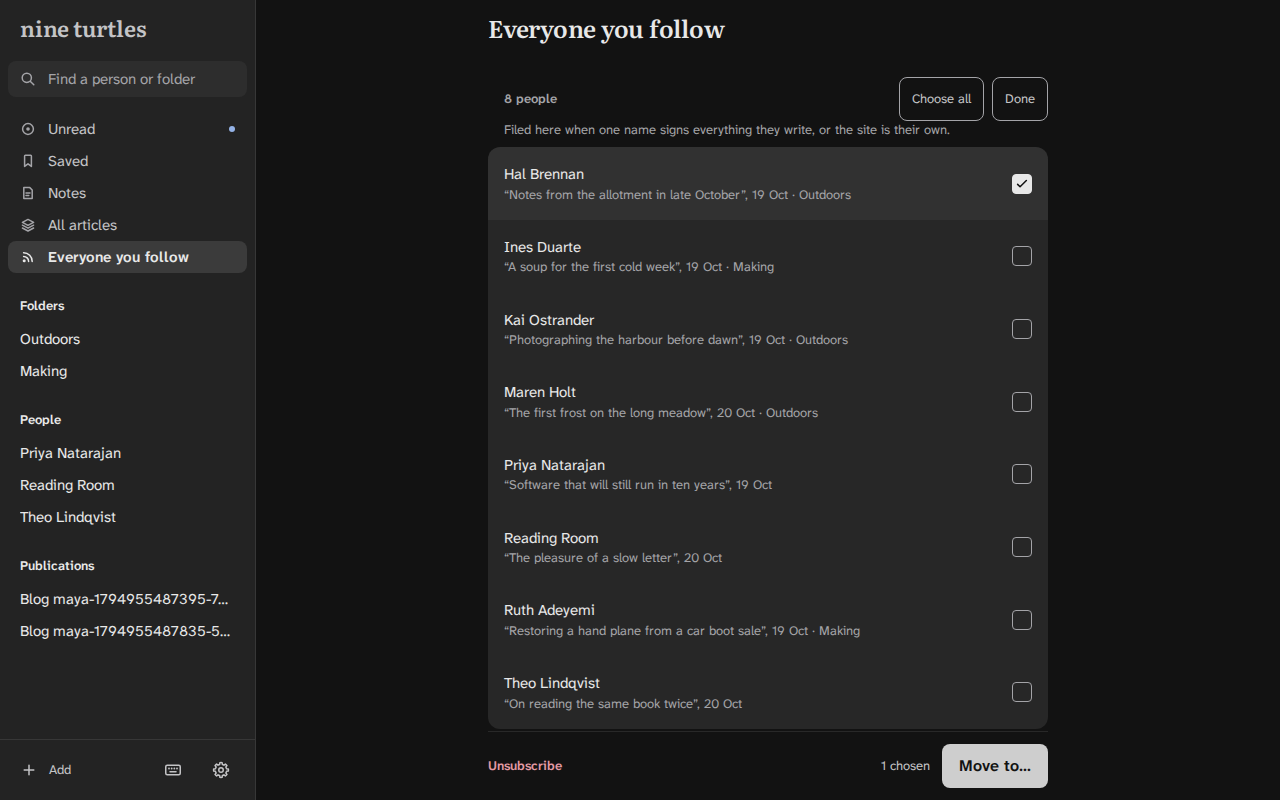 nine turtles
Find a person or folder
Unread
Saved
Notes
All articles
Everyone you follow
Folders
Outdoors
Making
People
Priya Natarajan
Reading Room
Theo Lindqvist
Publications
Blog maya-1794955487395-7...
Blog maya-1794955487835-5...
Add
Everyone you follow
8 people
Choose all
Done
Filed here when one name signs everything they write, or the site is their own.
Hal Brennan
“Notes from the allotment in late October”, 19 Oct · Outdoors
Ines Duarte
“A soup for the first cold week”, 19 Oct · Making
Kai Ostrander
“Photographing the harbour before dawn”, 19 Oct · Outdoors
Maren Holt
“The first frost on the long meadow”, 20 Oct · Outdoors
Priya Natarajan
“Software that will still run in ten years”, 19 Oct
Reading Room
“The pleasure of a slow letter”, 20 Oct
Ruth Adeyemi
“Restoring a hand plane from a car boot sale”, 19 Oct · Making
Theo Lindqvist
“On reading the same book twice”, 20 Oct
Unsubscribe
1 chosen
Move to...